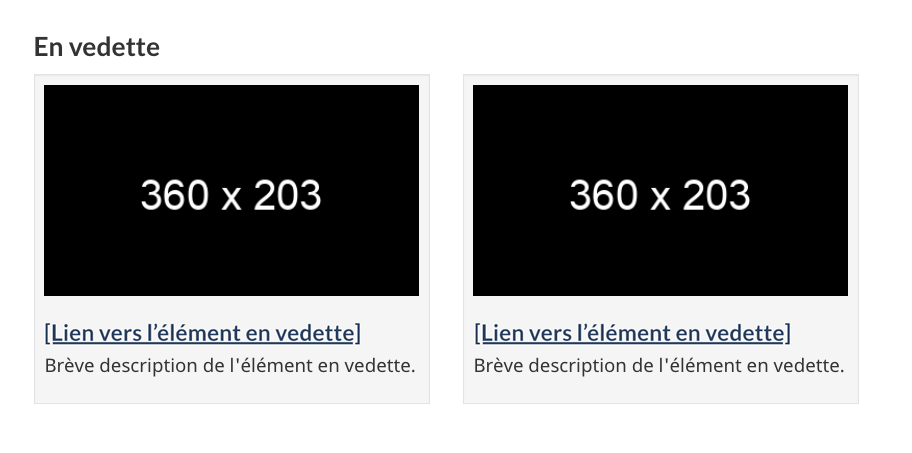 En vedette
360 x 203
[Lien vers l’élément en vedette]
Brève description de l'élément en vedette.
360 x 203
[Lien vers l’élément en vedette]
Brève description de l'élément en vedette.